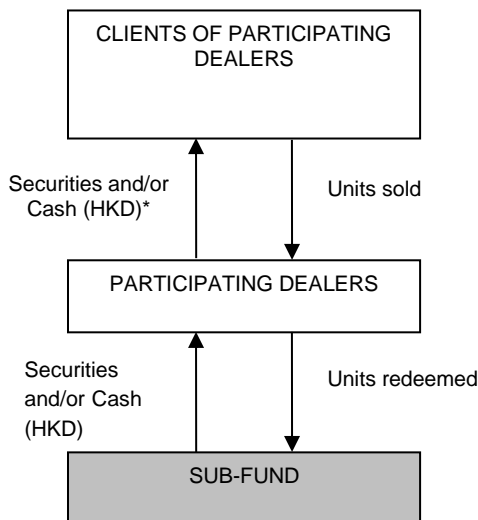 CLIENTS OF PARTICIPATING
DEALERS
Securities and/or
Cash (HKD)*
Units sold
PARTICIPATING DEALERS
Securities
and/or Cash
(HKD)
Units redeemed
SUB-FUND